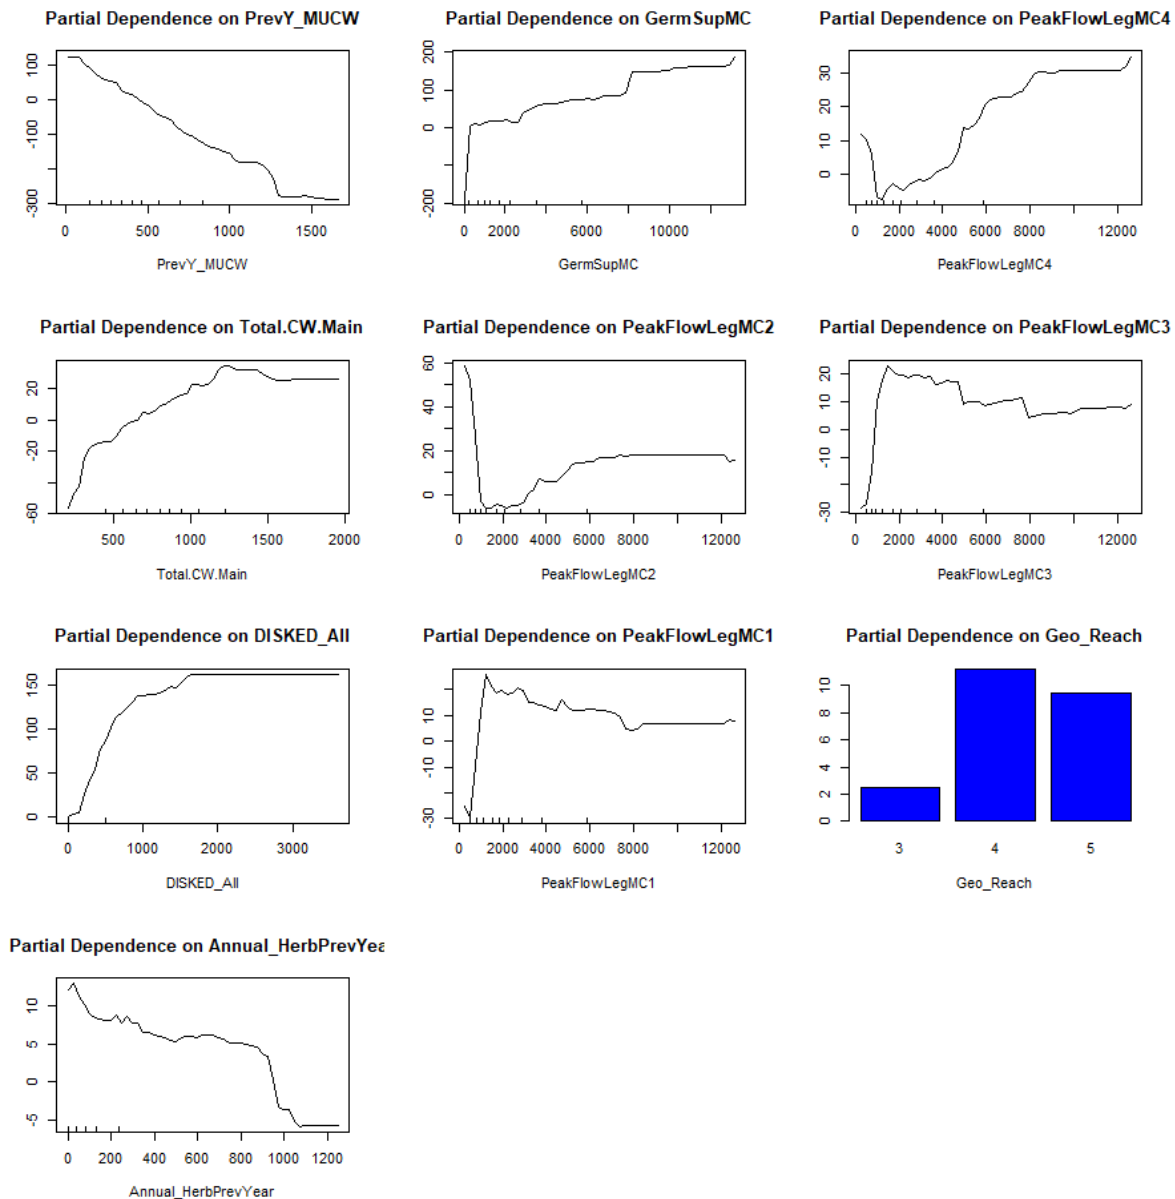 Partial Dependence on PrevY_MUCW
-300 -100 0 100
0 500 1000 1500
PrevY_MUCW
Partial Dependence on GermSupMC
-200 0 100 200
0 2000 4000 6000 10000
GermSupMC
Partial Dependence on PeakFlowLegMC4
0 10 20 30
0 2000 4000 6000 8000 12000
PeakFlowLegMC4
Partial Dependence on Total.CW.Main
-60 -20 0 20
500 1000 1500 2000
Total.CW.Main
Partial Dependence on PeakFlowLegMC2
0 20 40 60
0 2000 4000 6000 8000 12000
PeakFlowLegMC2
Partial Dependence on PeakFlowLegMC3
-30 -10 0 10 20
0 2000 4000 6000 8000 12000
PeakFlowLegMC3
Partial Dependence on DISKED_All
0 50 100 150
0 1000 2000 3000
DISKED_All
Partial Dependence on PeakFlowLegMC1
-30 -10 0 10
0 2000 4000 6000 8000 12000
PeakFlowLegMC1
Partial Dependence on Geo_Reach
0 2 4 6 8 10
3 4 5
Geo_Reach
Partial Dependence on Annual_HerbPrevYea
-5 0 5 10
0 200 400 600 800 1000 1200
Annual_HerbPrevYear